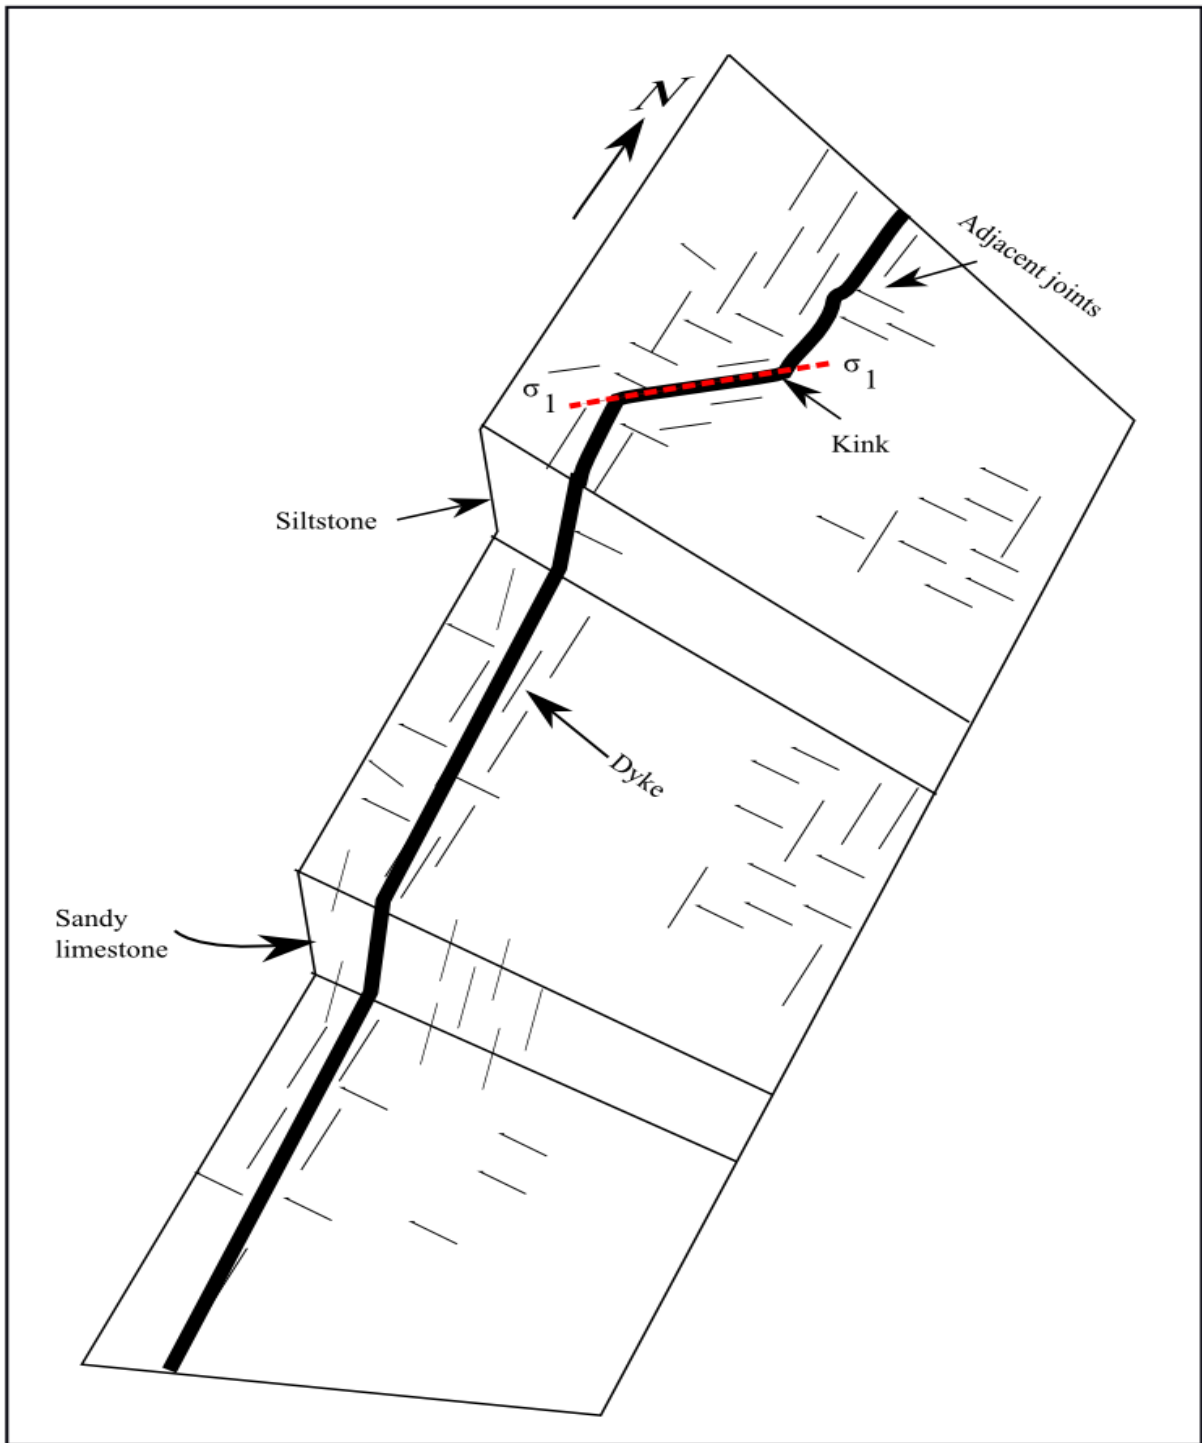 N
Adjacent joints
σ1
σ1
Kink
Siltstone
Dyke
Sandy
limestone